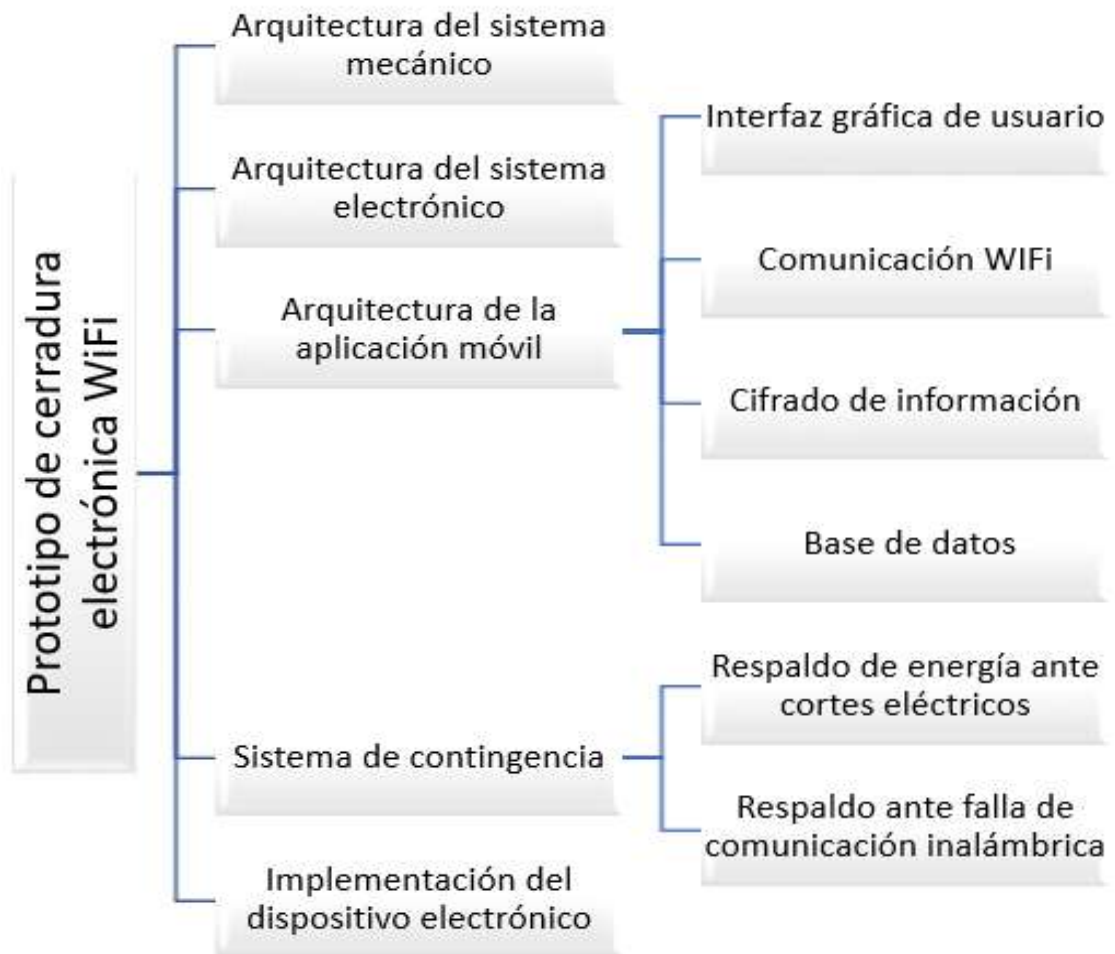 Prototipo de cerradura
electrónica WiFi
Arquitectura del sistema
mecánico
Arquitectura del sistema
electrónico
Arquitectura de la
aplicación móvil
Interfaz gráfica de usuario
Comunicación WIFi
Cifrado de información
Base de datos
Sistema de contingencia
Respaldo de energía ante
cortes eléctricos
Respaldo ante falla de
comunicación inalámbrica
Implementación del
dispositivo electrónico